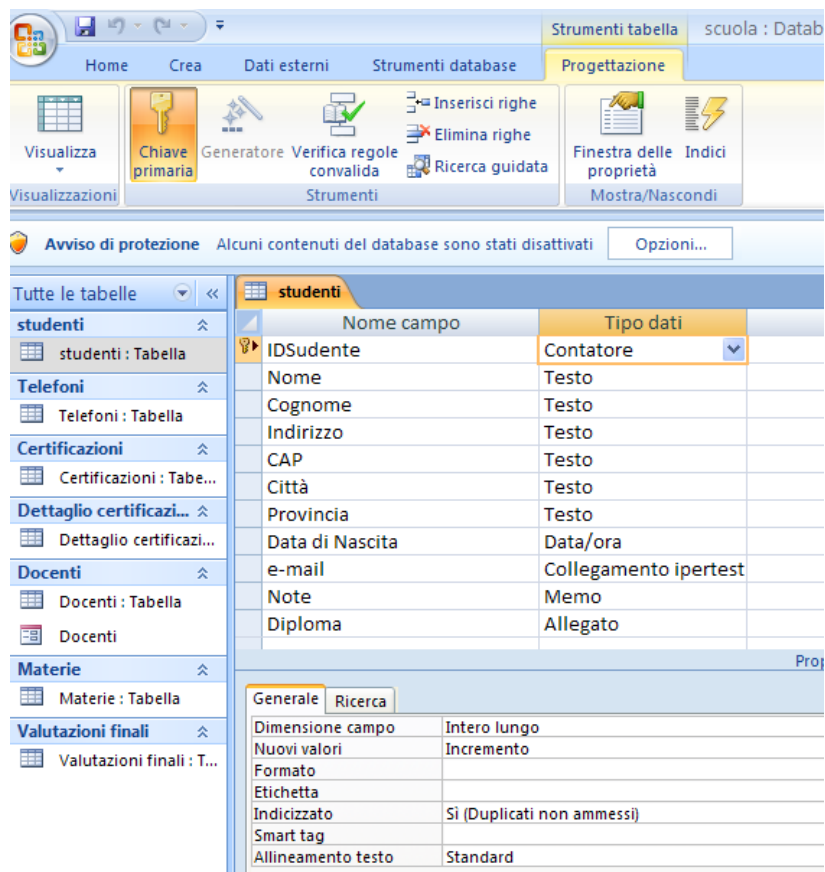 Strumenti tabella scuola : Datab
Home Crea Dati esterni Strumenti database Progettazione
Visualizza
Chiave primaria
Generatore
Verifica regole convalida
Inserisci righe
Elimina righe
Ricerca guidata
Finestra delle proprietà
Indici
Visualizzazioni Strumenti Mostra/Nascondi
Avviso di protezione Alcuni contenuti del database sono stati disattivati Opzioni...
Tutte le tabelle
studenti
studenti : Tabella
Telefoni
Telefoni : Tabella
Certificazioni
Certificazioni : Tabe...
Dettaglio certificazi...
Dettaglio certificazi...
Docenti
Docenti : Tabella
Docenti
Materie
Materie : Tabella
Valutazioni finali
Valutazioni finali : T...
studenti
Nome campo Tipo dati
IDSudente Contatore
Nome Testo
Cognome Testo
Indirizzo Testo
CAP Testo
Città Testo
Provincia Testo
Data di Nascita Data/ora
e-mail Collegamento ipertest
Note Memo
Diploma Allegato
Prop
Generale Ricerca
Dimensione campo Intero lungo
Nuovi valori Incremento
Formato
Etichetta
Indicizzato Sì (Duplicati non ammessi)
Smart tag
Allineamento testo Standard